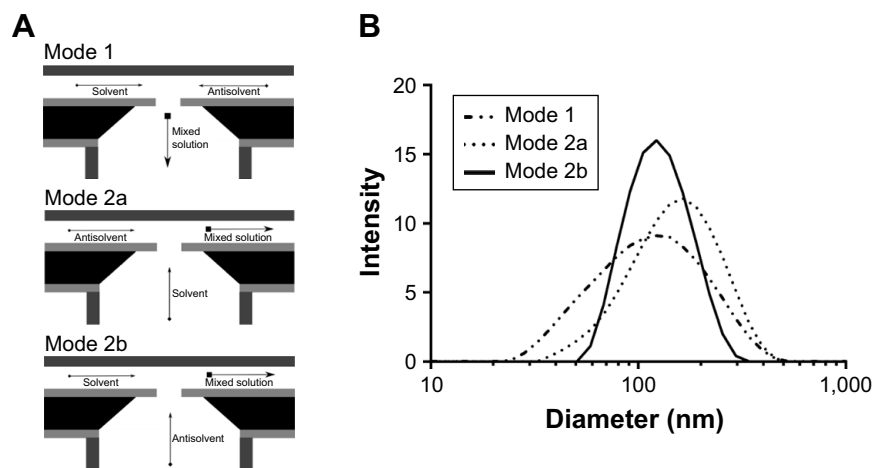 A
Mode 1
Solvent
Antisolvent
Mixed
solution
Mode 2a
Antisolvent
Mixed solution
Solvent
Mode 2b
Solvent
Mixed solution
Antisolvent
B
20
15
10
5
0
Intensity
Mode 1
Mode 2a
Mode 2b
10
100
1,000
Diameter (nm)